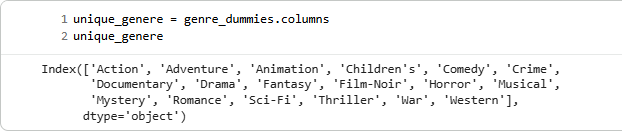 1 unique_genere = genre_dummies.columns
2 unique_genere
Index(['Action', 'Adventure', 'Animation', 'Children's', 'Comedy', 'Crime',
'Documentary', 'Drama', 'Fantasy', 'Film-Noir', 'Horror', 'Musical',
'Mystery', 'Romance', 'Sci-Fi', 'Thriller', 'War', 'Western'],
dtype='object')